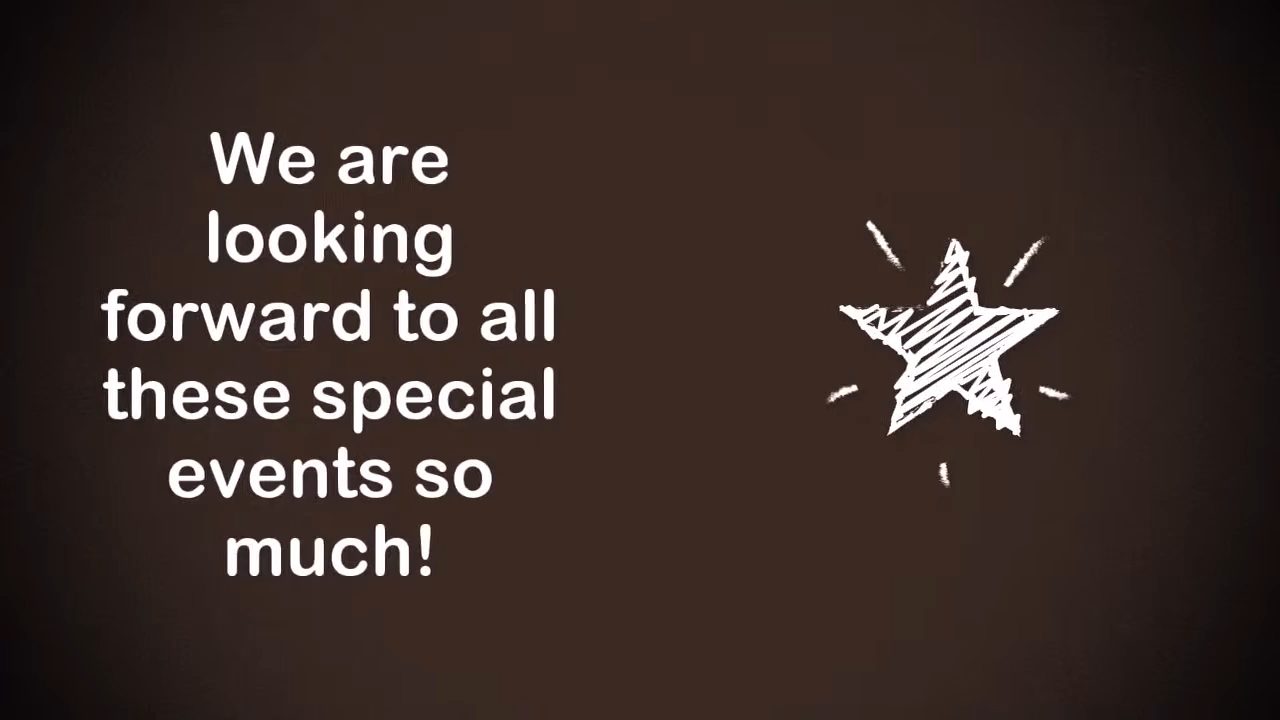 We are
looking
forward to all
these special
events so
much!